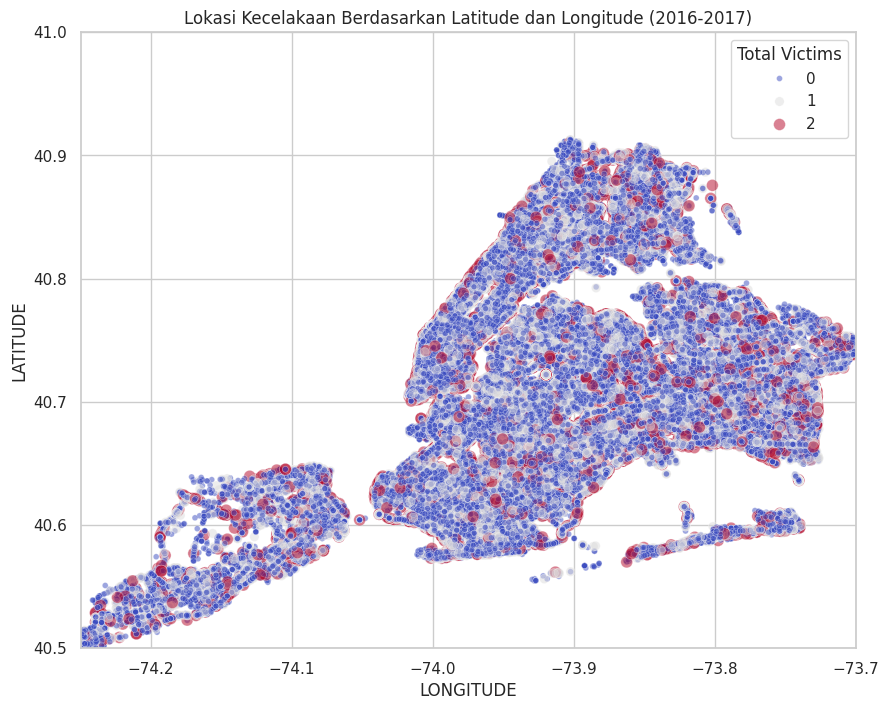 Lokasi Kecelakaan Berdasarkan Latitude dan Longitude (2016-2017)
41.0
40.9
40.8
40.7
40.6
40.5
LATITUDE
Total Victims
0
1
2
−74.2 −74.1 −74.0 −73.9 −73.8 −73.7
LONGITUDE